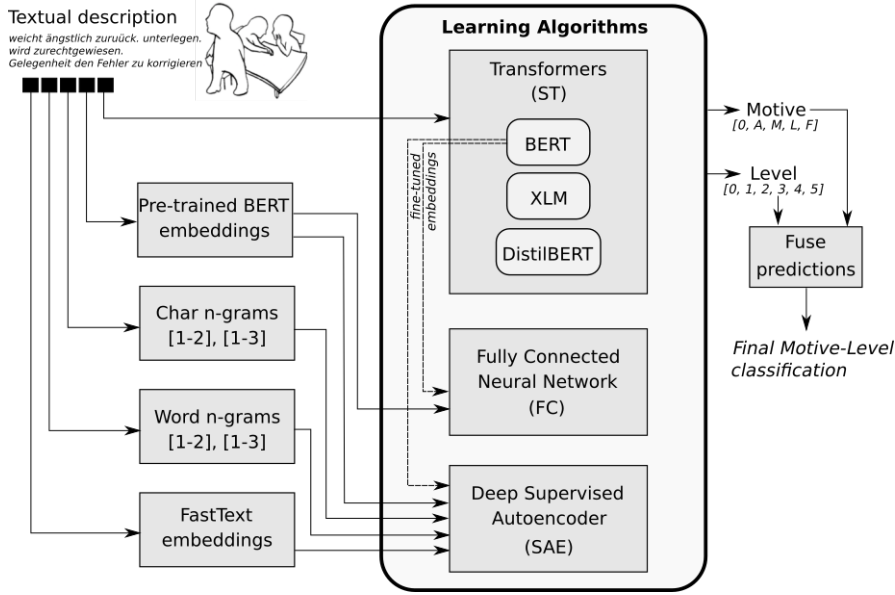 Textual description
weicht ängstlich zuruück. unterlegen.
wird zurechtgewiesen.
Gelegenheit den Fehler zu korrigieren
Pre-trained BERT
embeddings
Char n-grams
[1-2], [1-3]
Word n-grams
[1-2], [1-3]
FastText
embeddings
Learning Algorithms
Transformers
(ST)
BERT
XLM
DistilBERT
fine-tuned
embeddings
Fully Connected
Neural Network
(FC)
Deep Supervised
Autoencoder
(SAE)
Motive
[0, A, M, L, F]
Level
[0, 1, 2, 3, 4, 5]
Fuse
predictions
Final Motive-Level
classification